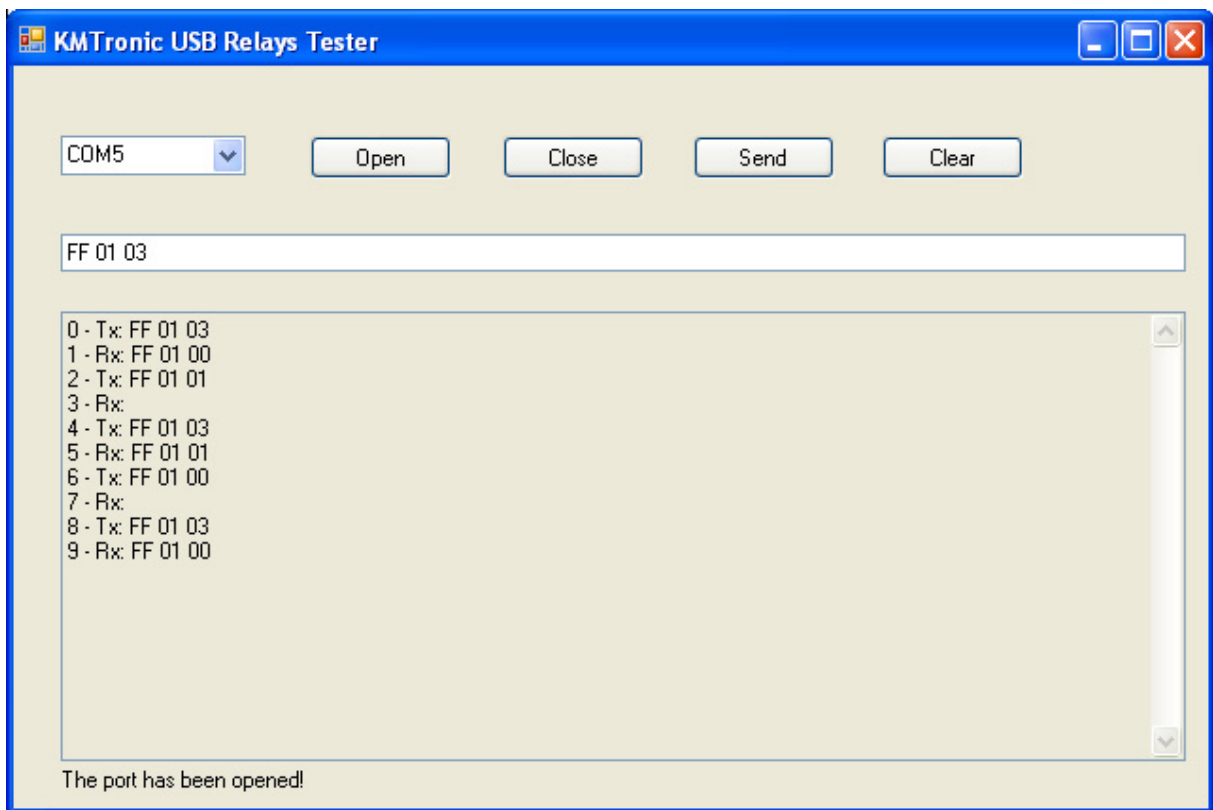 KMTronic USB Relays Tester
COM5 Open Close Send Clear
FF 01 03
0 - Tx: FF 01 03
1 - Rx: FF 01 00
2 - Tx: FF 01 01
3 - Rx:
4 - Tx: FF 01 03
5 - Rx: FF 01 01
6 - Tx: FF 01 00
7 - Rx:
8 - Tx: FF 01 03
9 - Rx: FF 01 00
The port has been opened!